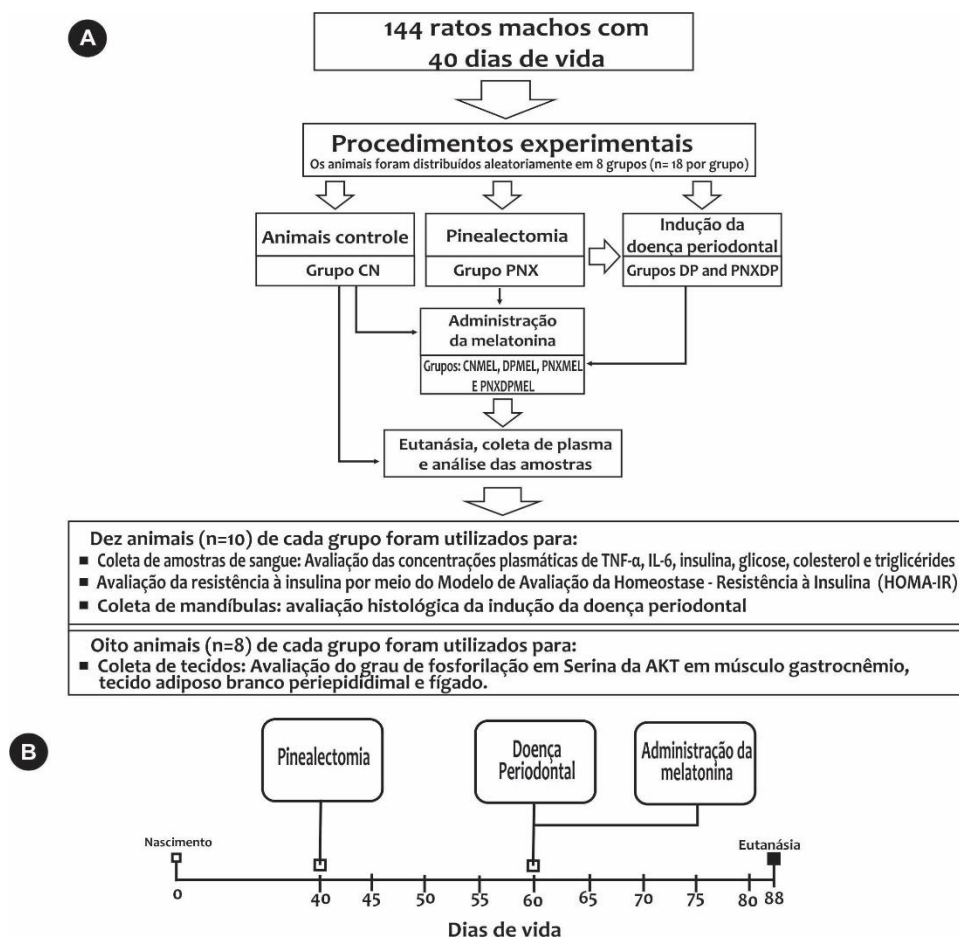 A
144 ratos machos com
40 dias de vida
Procedimentos experimentais
Os animais foram distribuídos aleatoriamente em 8 grupos (n= 18 por grupo)
Animais controle
Grupo CN
Pinealectomia
Grupo PNX
Indução da
doença periodontal
Grupos DP and PNXDP
Administração
da melatonina
Grupos: CNMEL, DPMEL, PNXMEL
E PNXDPMEL
Eutanásia, coleta de plasma
e análise das amostras
Dez animais (n=10) de cada grupo foram utilizados para:
■ Coleta de amostras de sangue: Avaliação das concentrações plasmáticas de TNF-α, IL-6, insulina, glicose, colesterol e triglicérides
■ Avaliação da resistência à insulina por meio do Modelo de Avaliação da Homeostase - Resistência à Insulina (HOMA-IR)
■ Coleta de mandíbulas: avaliação histológica da indução da doença periodontal
Oito animais (n=8) de cada grupo foram utilizados para:
■ Coleta de tecidos: Avaliação do grau de fosforilação em Serina da AKT em músculo gastrocnêmio,
tecido adiposo branco periepididimal e fígado.
B
Pinealectomia
Doença
Periodontal
Administração da
melatonina
Nascimento
Eutanásia
0 40 45 50 55 60 65 70 75 80 88
Dias de vida